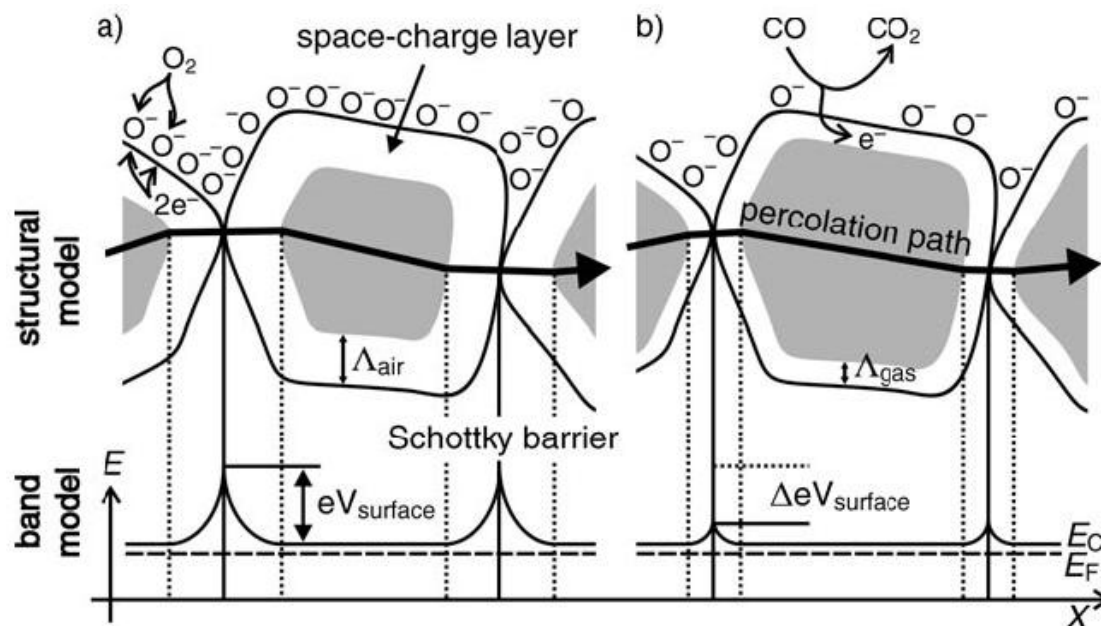 a)
space-charge layer
O₂
O⁻ O⁻ O⁻ O⁻ O⁻ O⁻
⁻O
⁻O
O⁻
O⁻
O⁻
O⁻
⁻O
O⁻
O⁼
⁻O
O⁻
2e⁻
Λair
b)
CO
CO₂
e⁻
⁻O
O⁻
O⁻
O⁻
O⁻
⁻O
O⁻
O⁻
O⁻
percolation path
Λgas
structural
model
Schottky barrier
band
model
E
eVsurface
ΔeVsurface
EC
EF
X